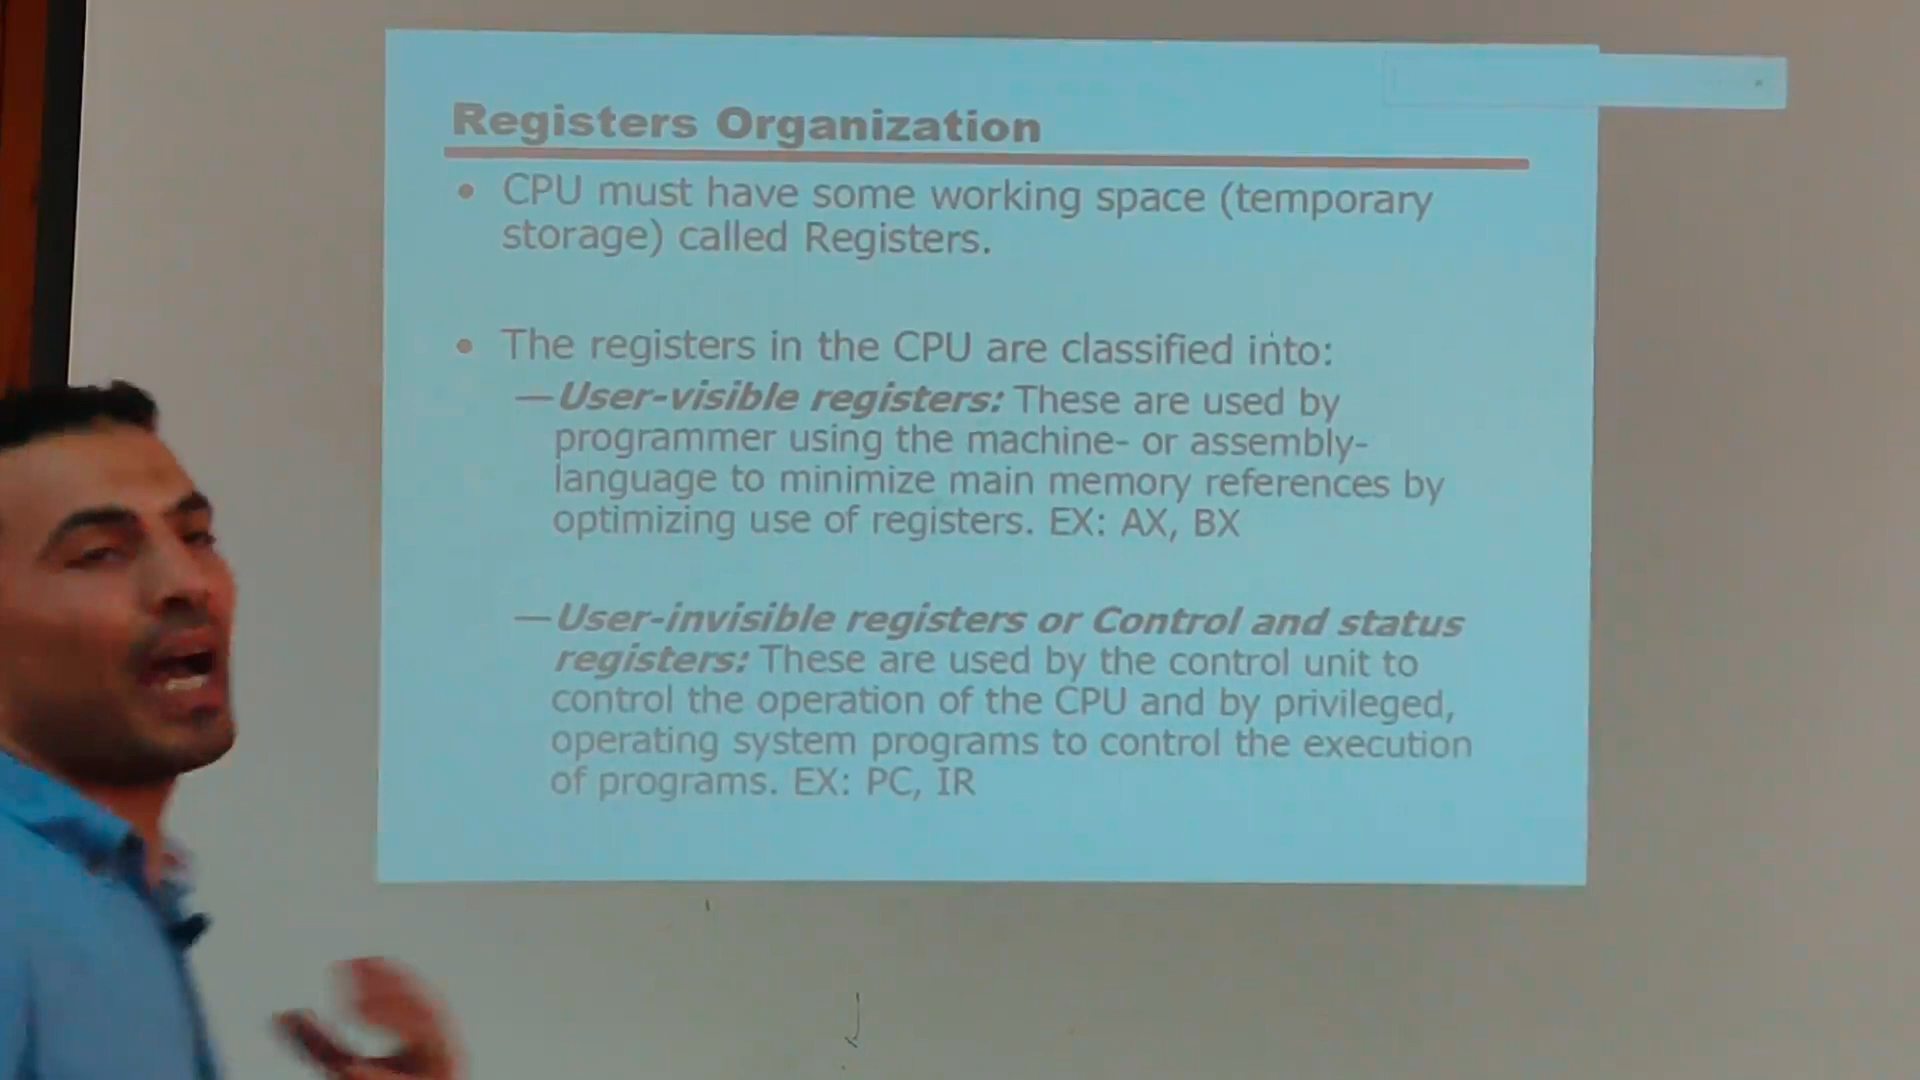 Registers Organization
• CPU must have some working space (temporary
storage) called Registers.
• The registers in the CPU are classified into:
—User-visible registers: These are used by
programmer using the machine- or assembly-
language to minimize main memory references by
optimizing use of registers. EX: AX, BX
—User-invisible registers or Control and status
registers: These are used by the control unit to
control the operation of the CPU and by privileged,
operating system programs to control the execution
of programs. EX: PC, IR